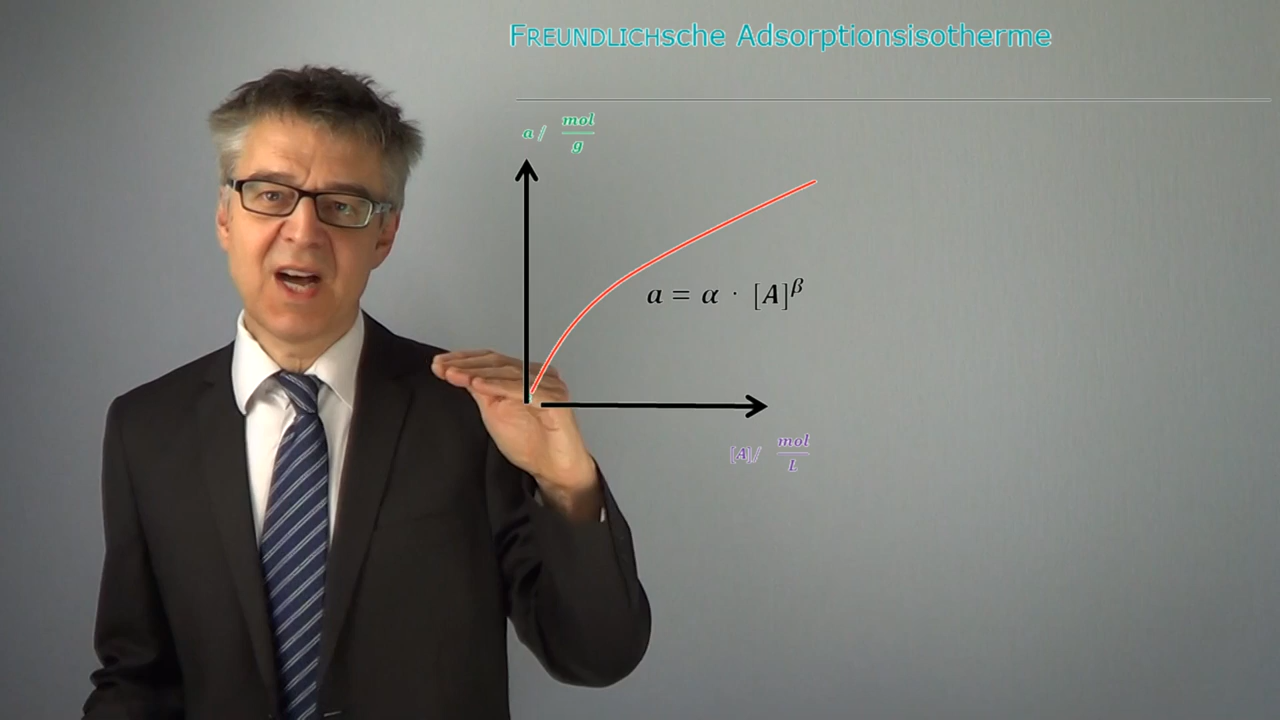 FREUNDLICHsche Adsorptionsisotherme
a / mol/g
a = α · [A]^β
[A]/ mol/L